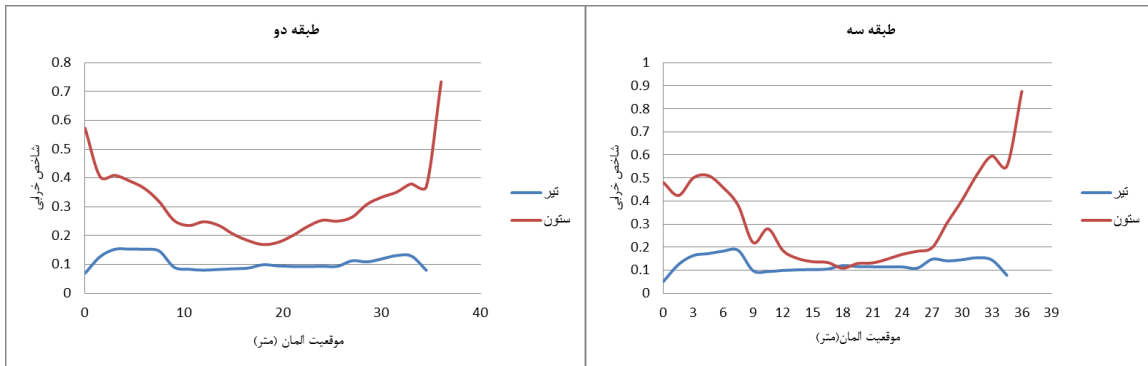 طبقه دو
0.8
0.7
0.6
0.5
0.4
0.3
0.2
0.1
0
شاخص خرابی
0 10 20 30 40
موقعیت المان (متر)
تیر
ستون
طبقه سه
1
0.9
0.8
0.7
0.6
0.5
0.4
0.3
0.2
0.1
0
شاخص خرابی
0 3 6 9 12 15 18 21 24 27 30 33 36 39
موقعیت المان(متر)
تیر
ستون